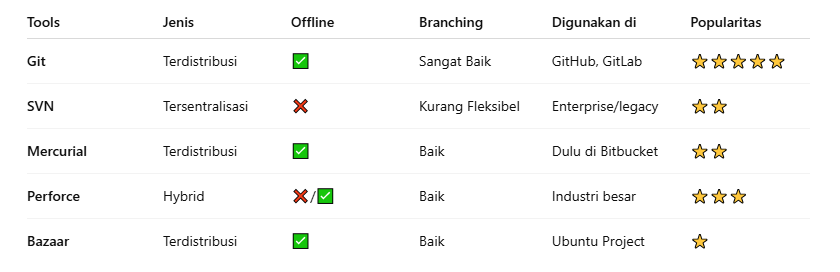 Tools Jenis Offline Branching Digunakan di Popularitas
Git Terdistribusi ✅ Sangat Baik GitHub, GitLab ⭐⭐⭐⭐⭐
SVN Tersentralisasi ❌ Kurang Fleksibel Enterprise/legacy ⭐⭐
Mercurial Terdistribusi ✅ Baik Dulu di Bitbucket ⭐⭐
Perforce Hybrid ❌/✅ Baik Industri besar ⭐⭐⭐
Bazaar Terdistribusi ✅ Baik Ubuntu Project ⭐